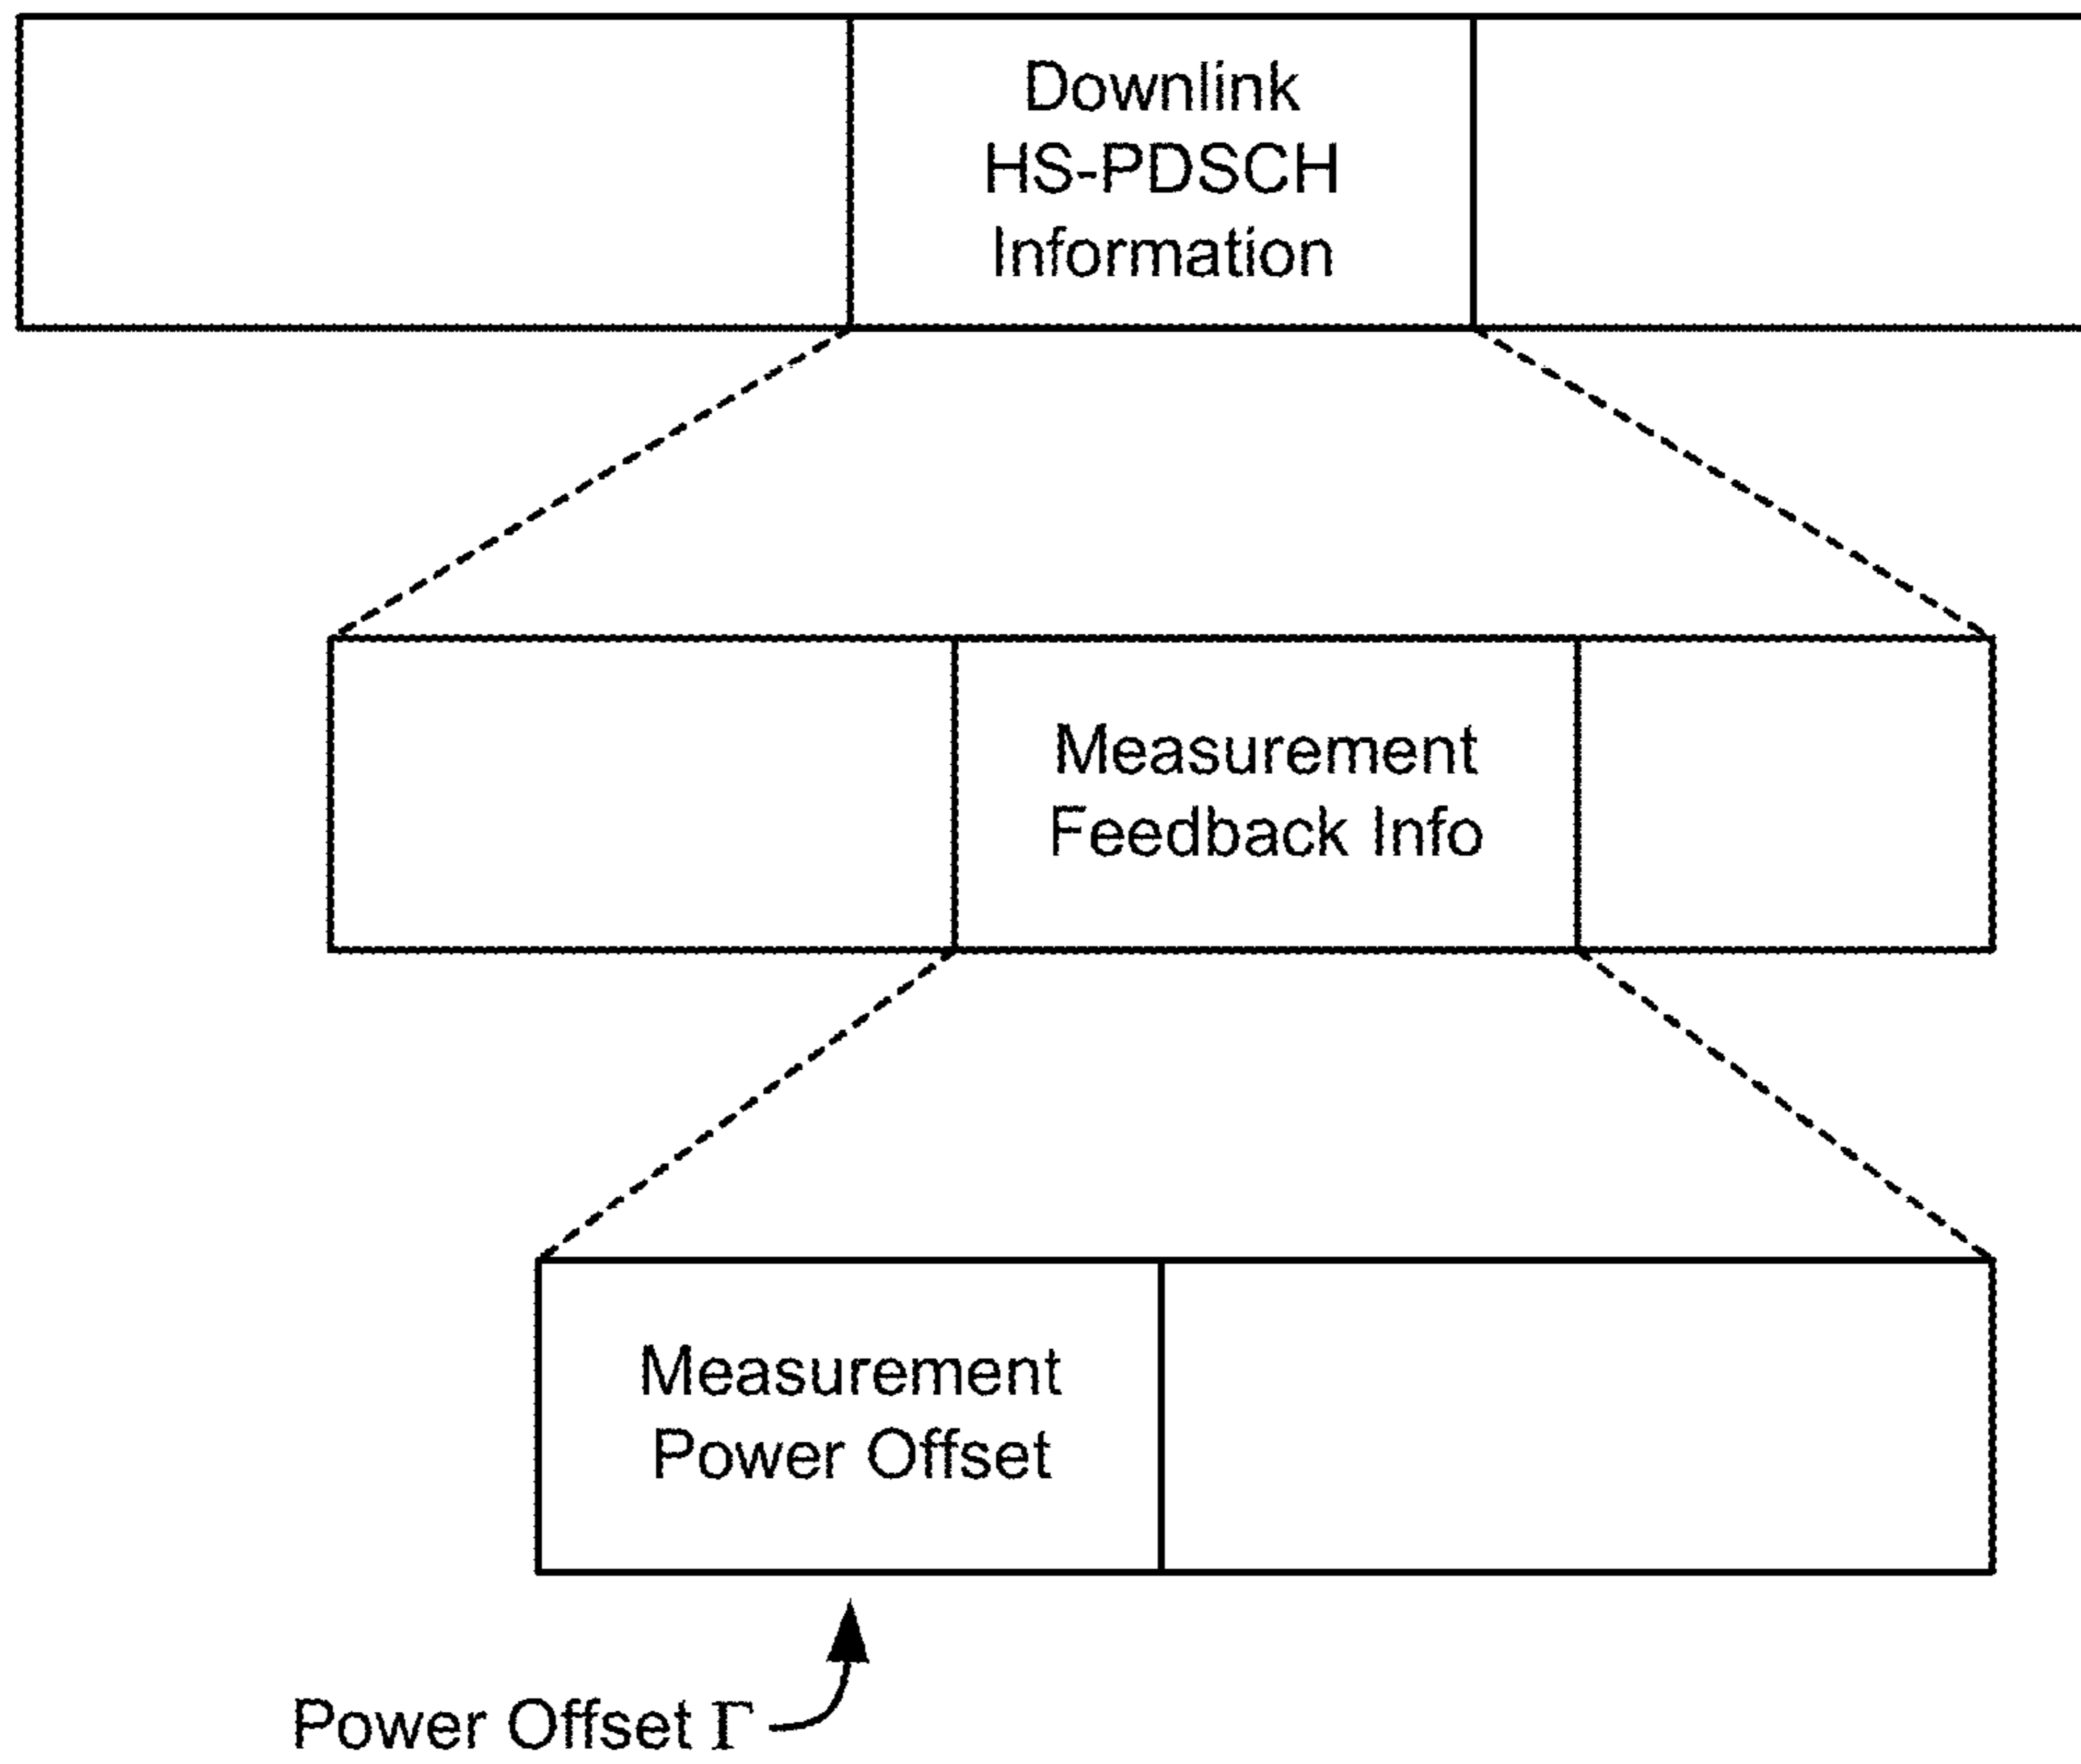 Downlink
HS-PDSCH
Information
Measurement
Feedback Info
Measurement
Power Offset
Power Offset Γ